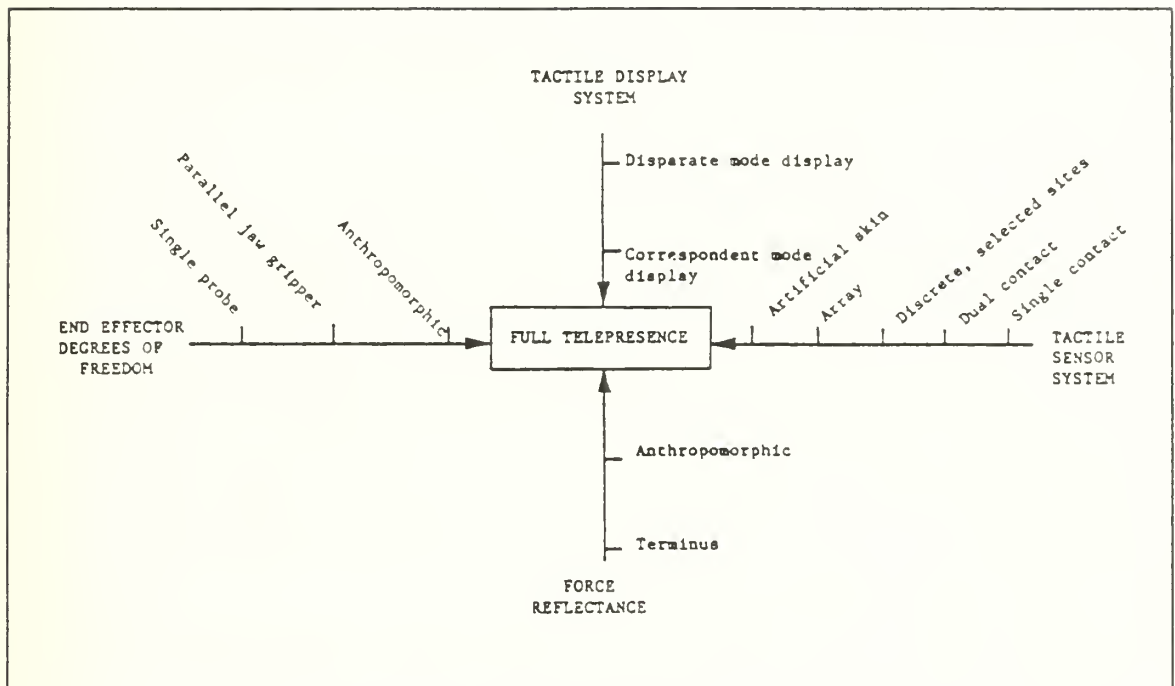 TACTILE DISPLAY
SYSTEM
Disparate mode display
Correspondent mode
display
Single probe
Parallel jaw gripper
Anthropomorphic
Artificial skin
Array
Discrete, selected sites
Dual contact
Single contact
END EFFECTOR
DEGREES OF
FREEDOM
FULL TELEPRESENCE
TACTILE
SENSOR
SYSTEM
Anthropomorphic
Terminus
FORCE
REFLECTANCE